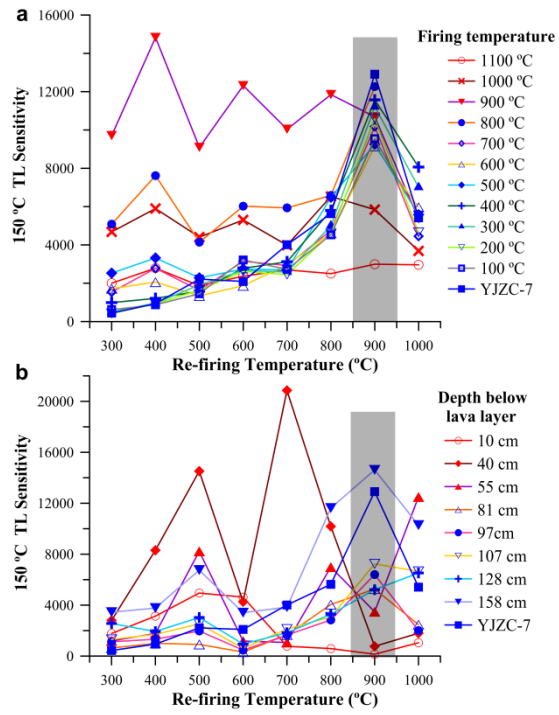 a
16000
12000
8000
4000
0
150 ºC TL Sensitivity
300 400 500 600 700 800 900 1000
Re-firing Temperature (ºC)
Firing temperature
1100 ºC
1000 ºC
900 ºC
800 ºC
700 ºC
600 ºC
500 ºC
400 ºC
300 ºC
200 ºC
100 ºC
YJZC-7
b
20000
16000
12000
8000
4000
0
150 ºC TL Sensitivity
300 400 500 600 700 800 900 1000
Re-firing Temperature (ºC)
Depth below
lava layer
10 cm
40 cm
55 cm
81 cm
97cm
107 cm
128 cm
158 cm
YJZC-7